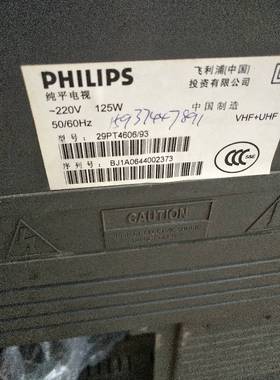 PHILIPS
飞利浦(中国)
投资有限公司
纯平电视
~220V 125W
50/60Hz
中国制造
VHF+UHF
型号: 29PT4606/93
序列号: BJ1A0644002373
CCC
S&E
CAUTION